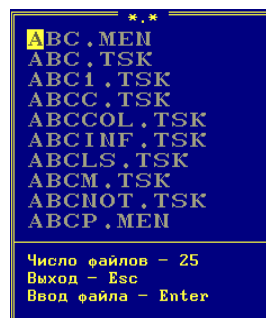 *.*
ABC.MEN
ABC.TSK
ABC1.TSK
ABCC.TSK
ABCCOL.TSK
ABCINF.TSK
ABCLS.TSK
ABCM.TSK
ABCNOT.TSK
ABCP.MEN
Число файлов - 25
Выход - Esc
Ввод файла - Enter